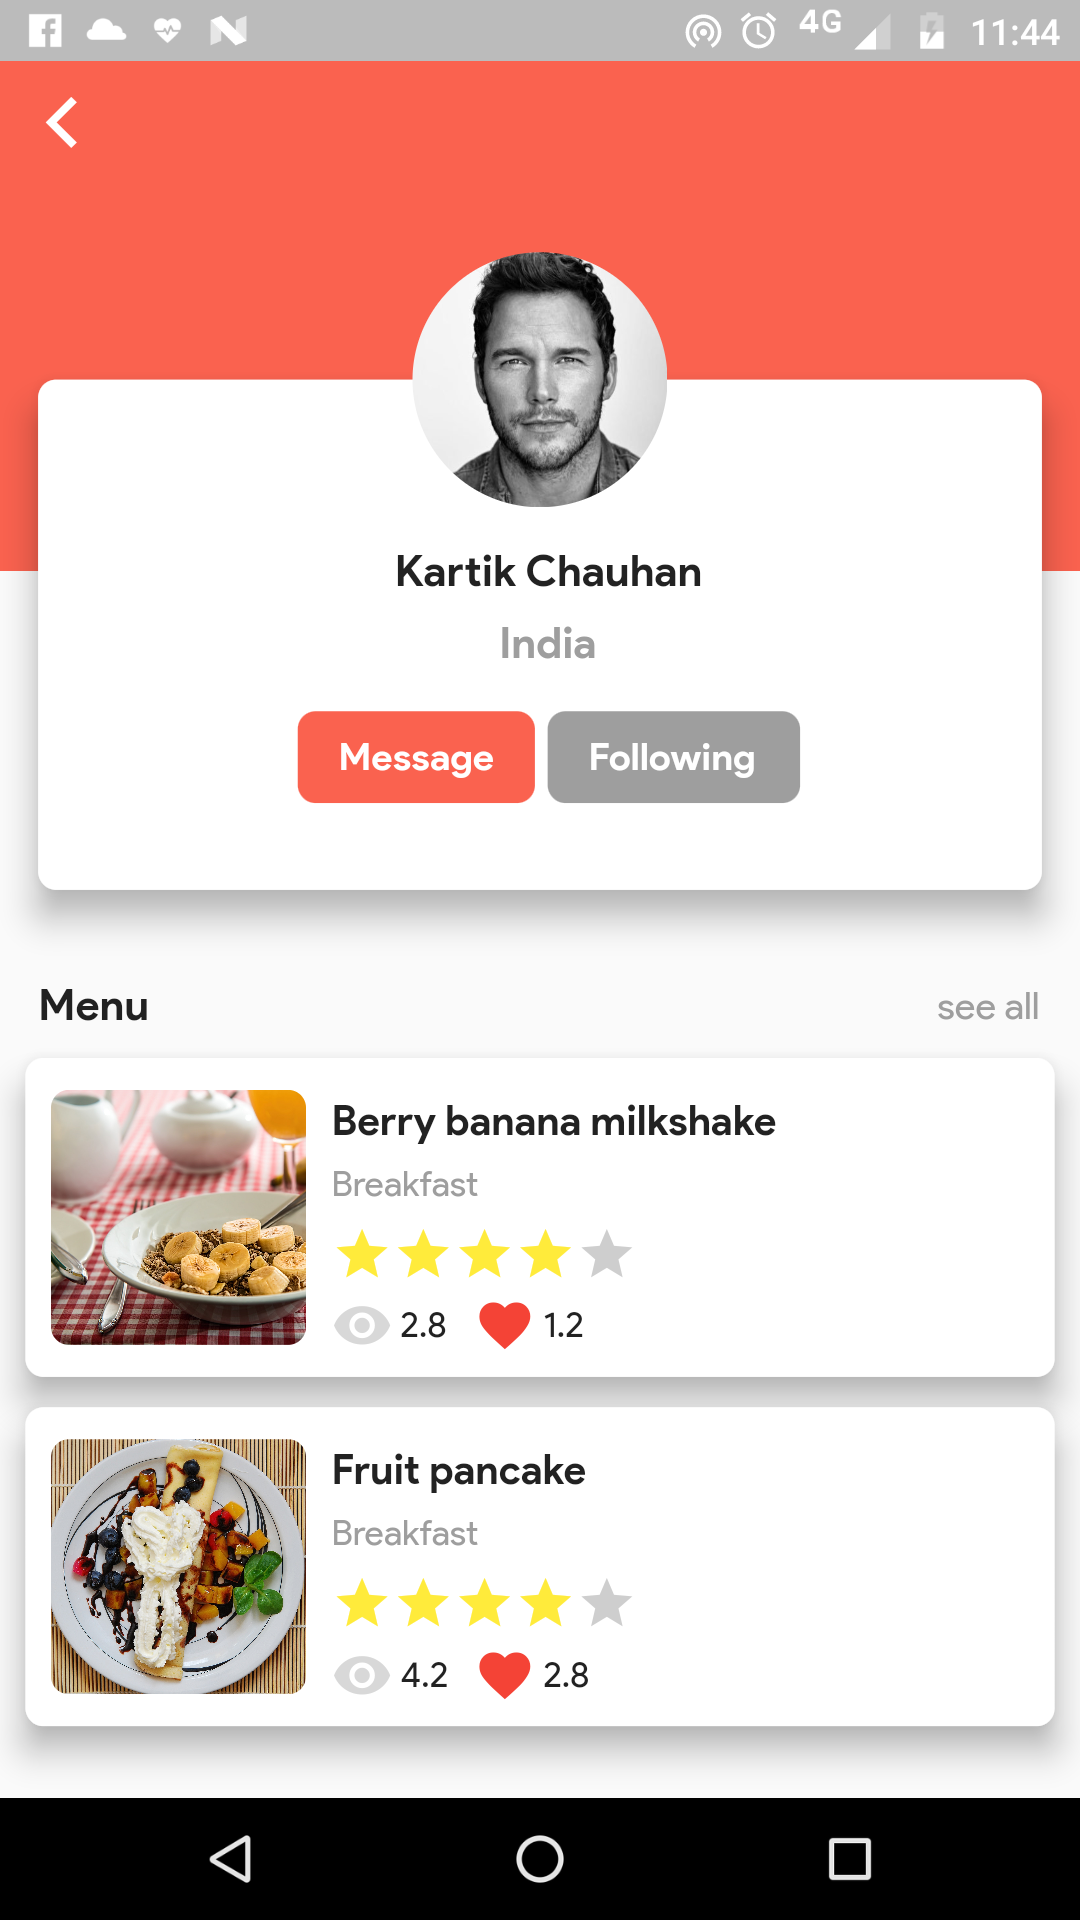 4G 11:44
Kartik Chauhan
India
Message Following
Menu see all
Berry banana milkshake
Breakfast
2.8 1.2
Fruit pancake
Breakfast
4.2 2.8